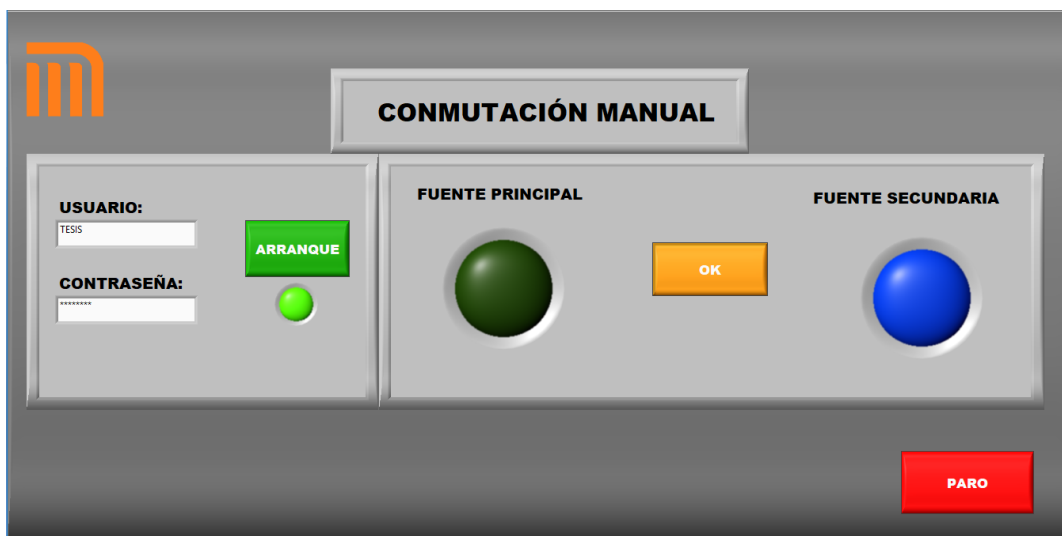 CONMUTACIÓN MANUAL
USUARIO:
TESIS
ARRANQUE
CONTRASEÑA:
********
FUENTE PRINCIPAL
OK
FUENTE SECUNDARIA
PARO